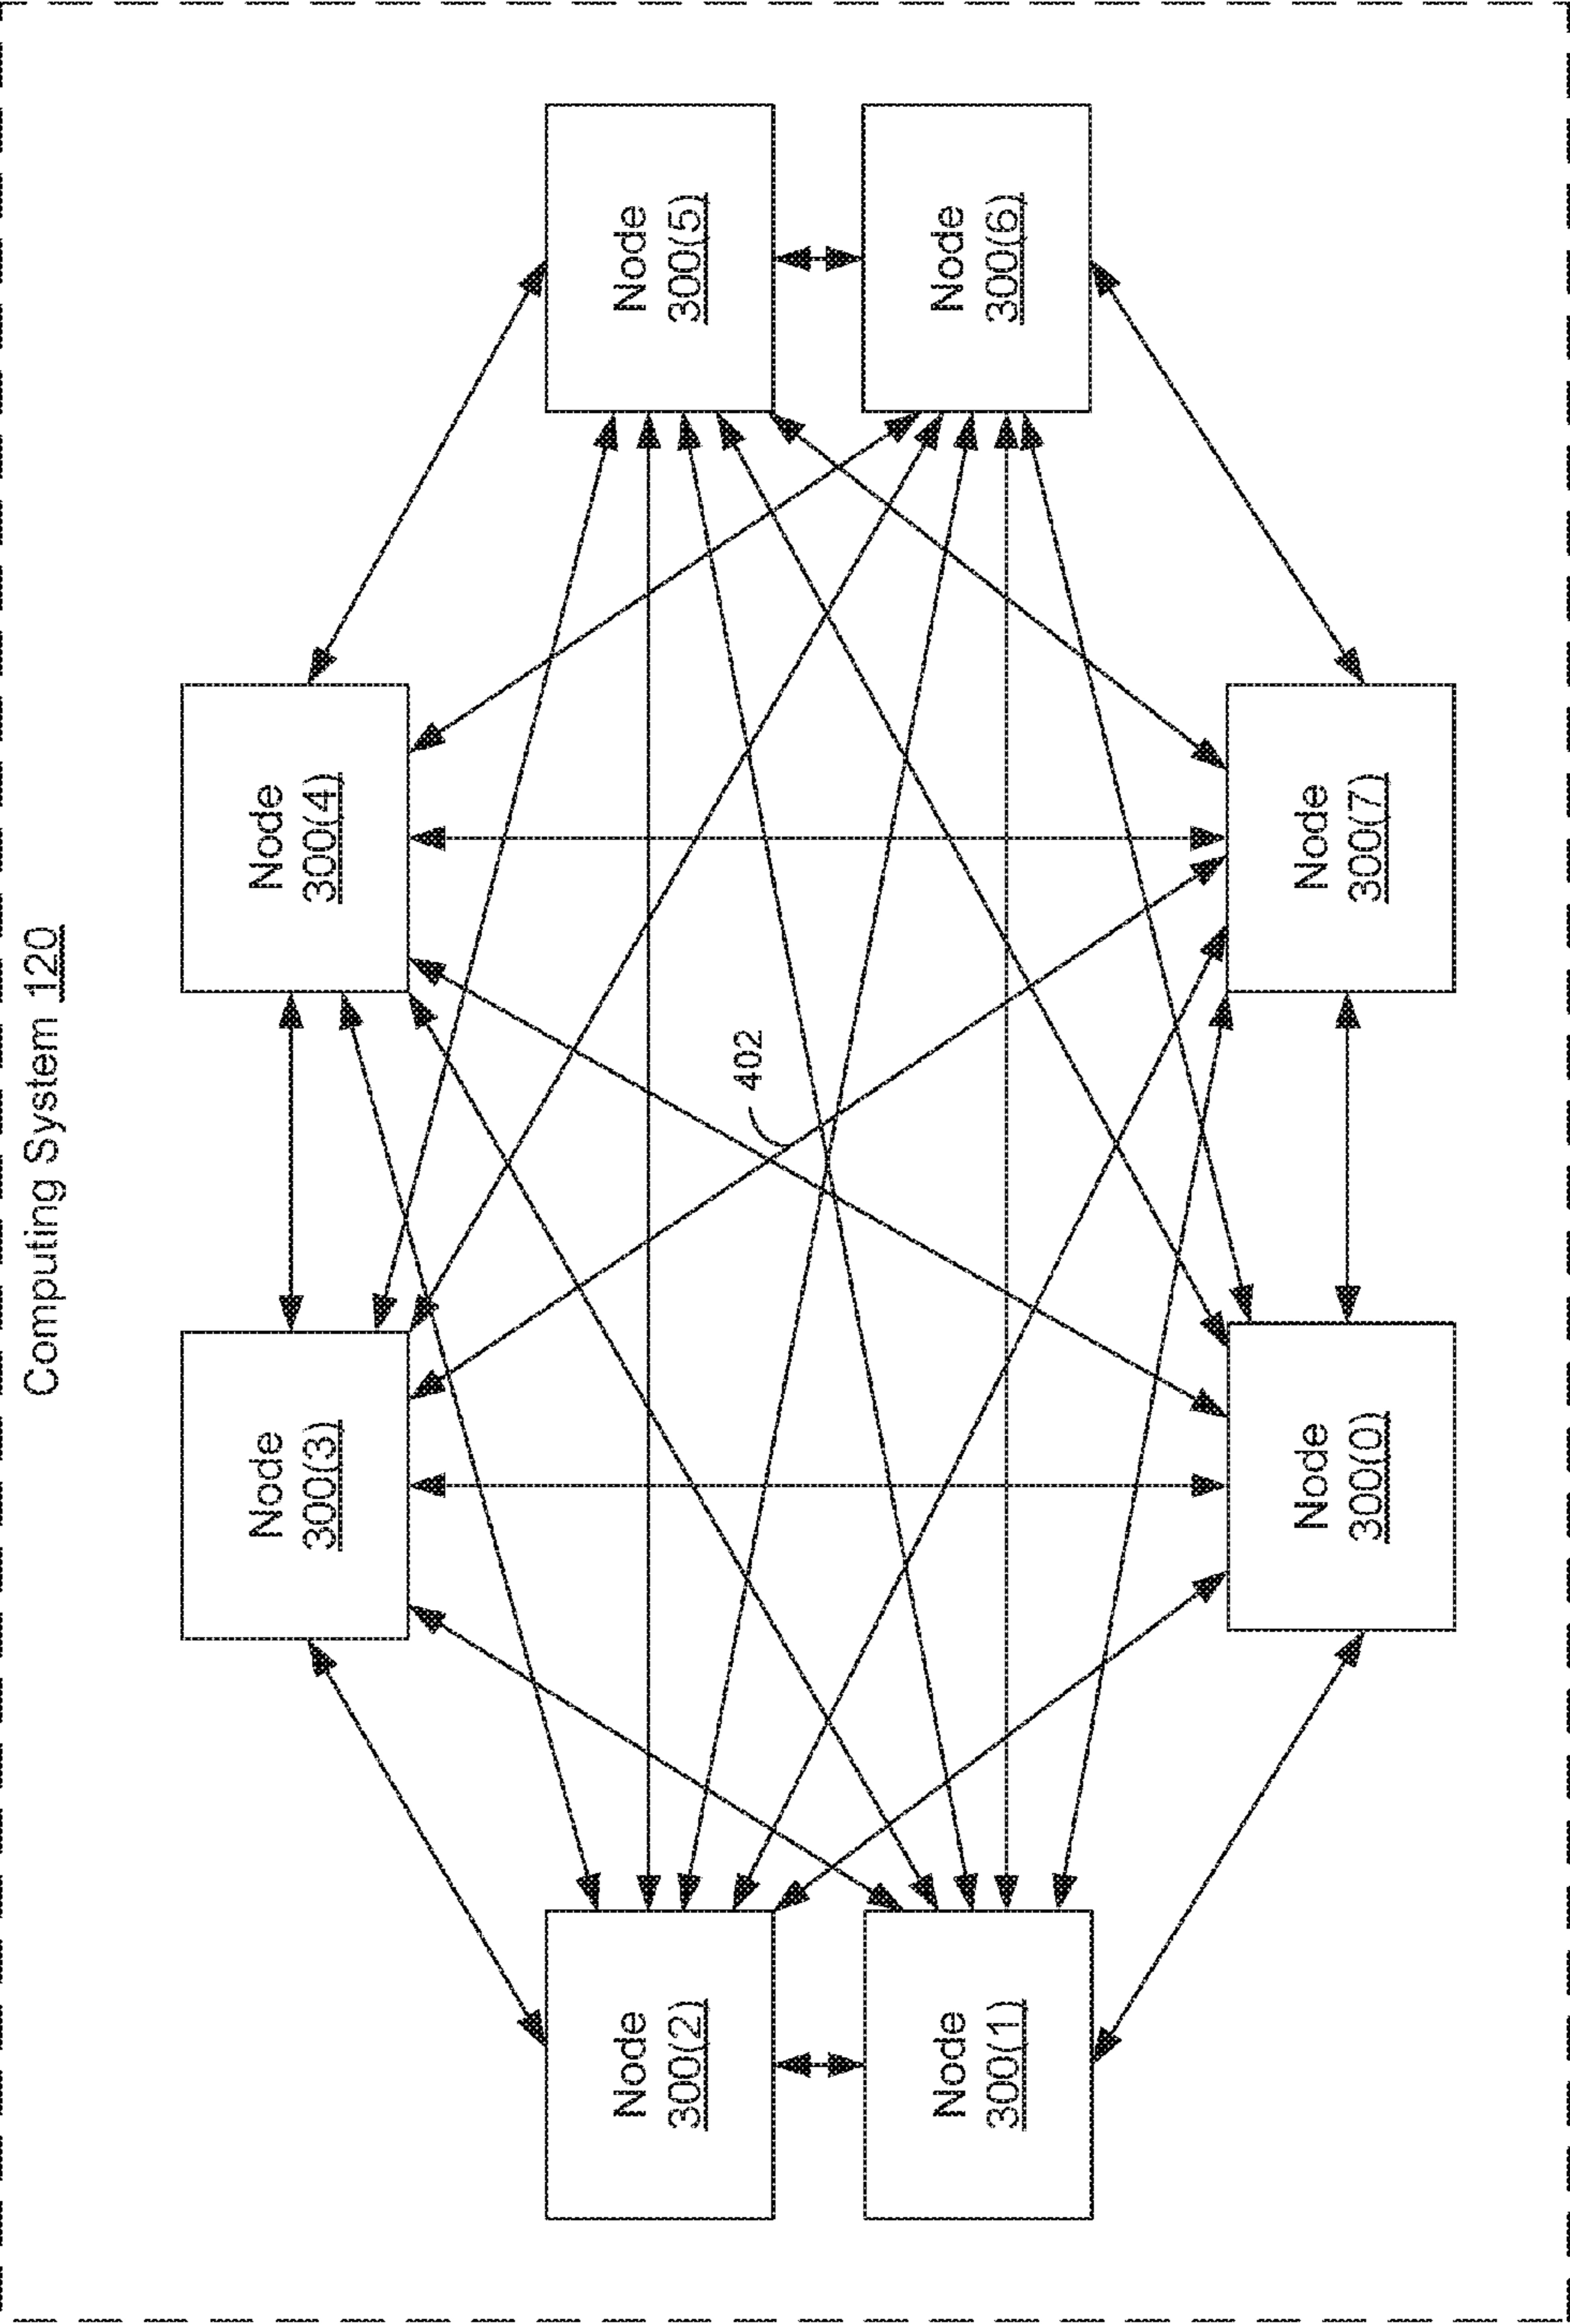 Computing System 120
Node
300(3)
Node
300(4)
Node
300(2)
Node
300(5)
402
Node
300(1)
Node
300(6)
Node
300(0)
Node
300(7)